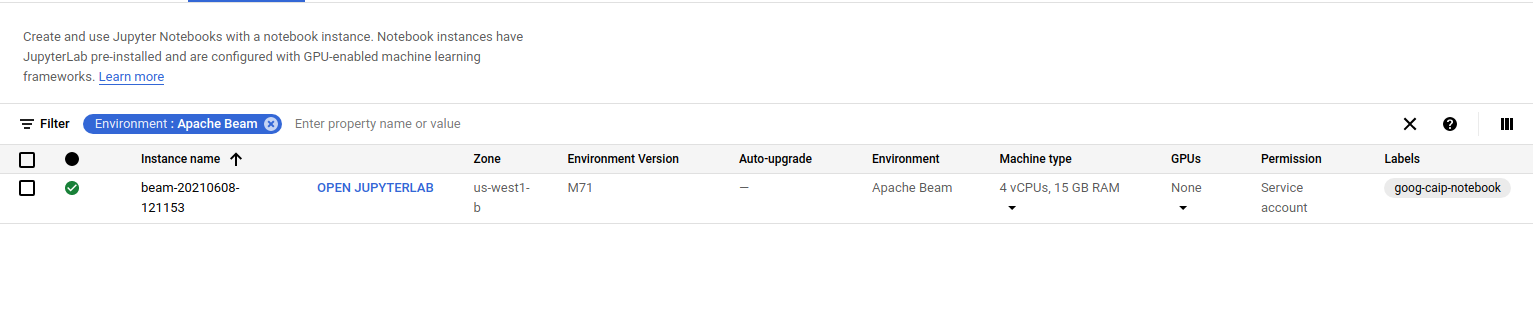 Create and use Jupyter Notebooks with a notebook instance. Notebook instances have
JupyterLab pre-installed and are configured with GPU-enabled machine learning
frameworks. Learn more
Filter Environment : Apache Beam Enter property name or value
Instance name Zone Environment Version Auto-upgrade Environment Machine type GPUs Permission Labels
beam-20210608- OPEN JUPYTERLAB us-west1- M71 — Apache Beam 4 vCPUs, 15 GB RAM None Service goog-caip-notebook
121153 b account